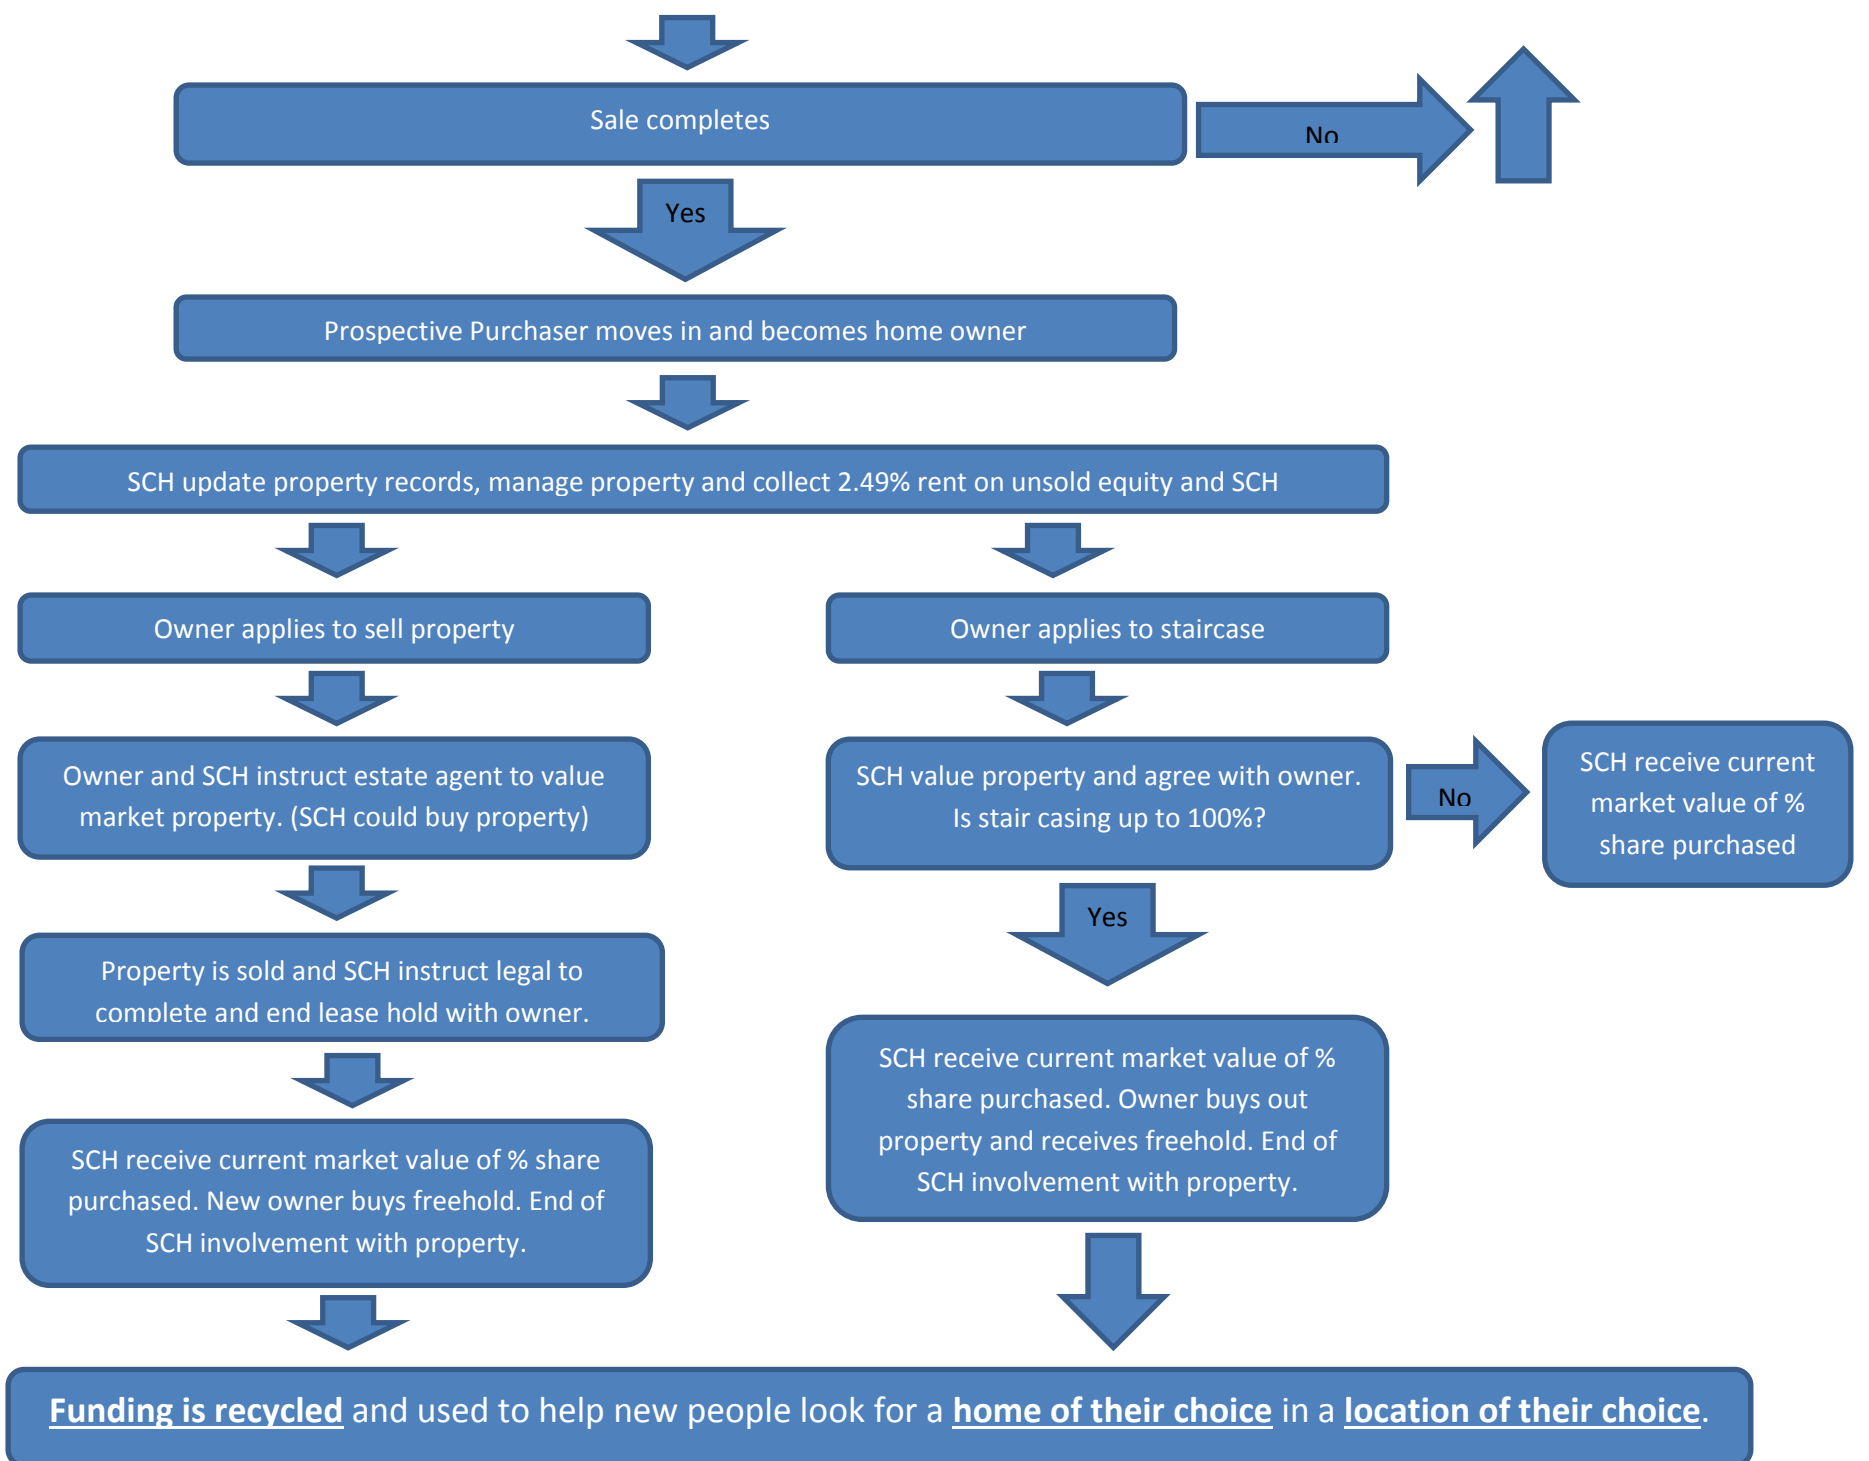 Sale completes
No
Yes
Prospective Purchaser moves in and becomes home owner
SCH update property records, manage property and collect 2.49% rent on unsold equity and SCH
Owner applies to sell property
Owner applies to staircase
Owner and SCH instruct estate agent to value
market property. (SCH could buy property)
SCH value property and agree with owner.
Is stair casing up to 100%?
No
SCH receive current
market value of %
share purchased
Yes
Property is sold and SCH instruct legal to
complete and end lease hold with owner.
SCH receive current market value of %
share purchased. Owner buys out
property and receives freehold. End of
SCH involvement with property.
SCH receive current market value of % share
purchased. New owner buys freehold. End of
SCH involvement with property.
Funding is recycled and used to help new people look for a home of their choice in a location of their choice.